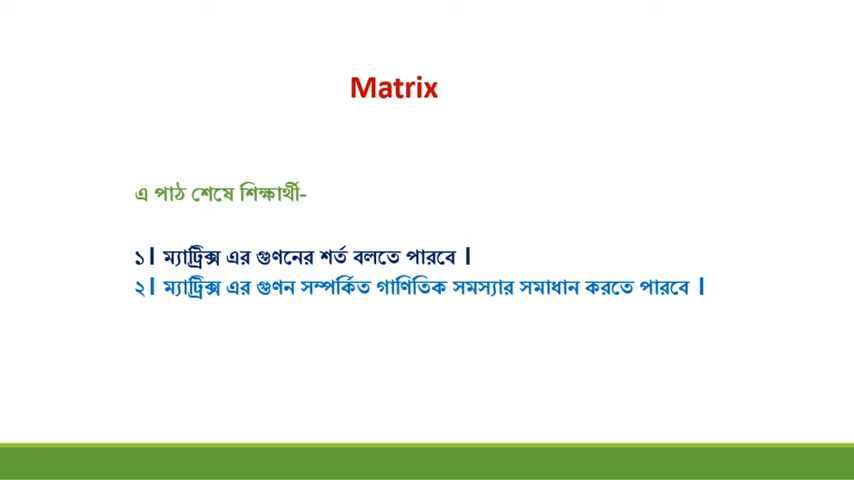 Matrix
এ পাঠ শেষে শিক্ষার্থী-
১। ম্যাট্রিক্স এর গুণনের শর্ত বলতে পারবে ।
২। ম্যাট্রিক্স এর গুণন সম্পর্কিত গাণিতিক সমস্যার সমাধান করতে পারবে ।